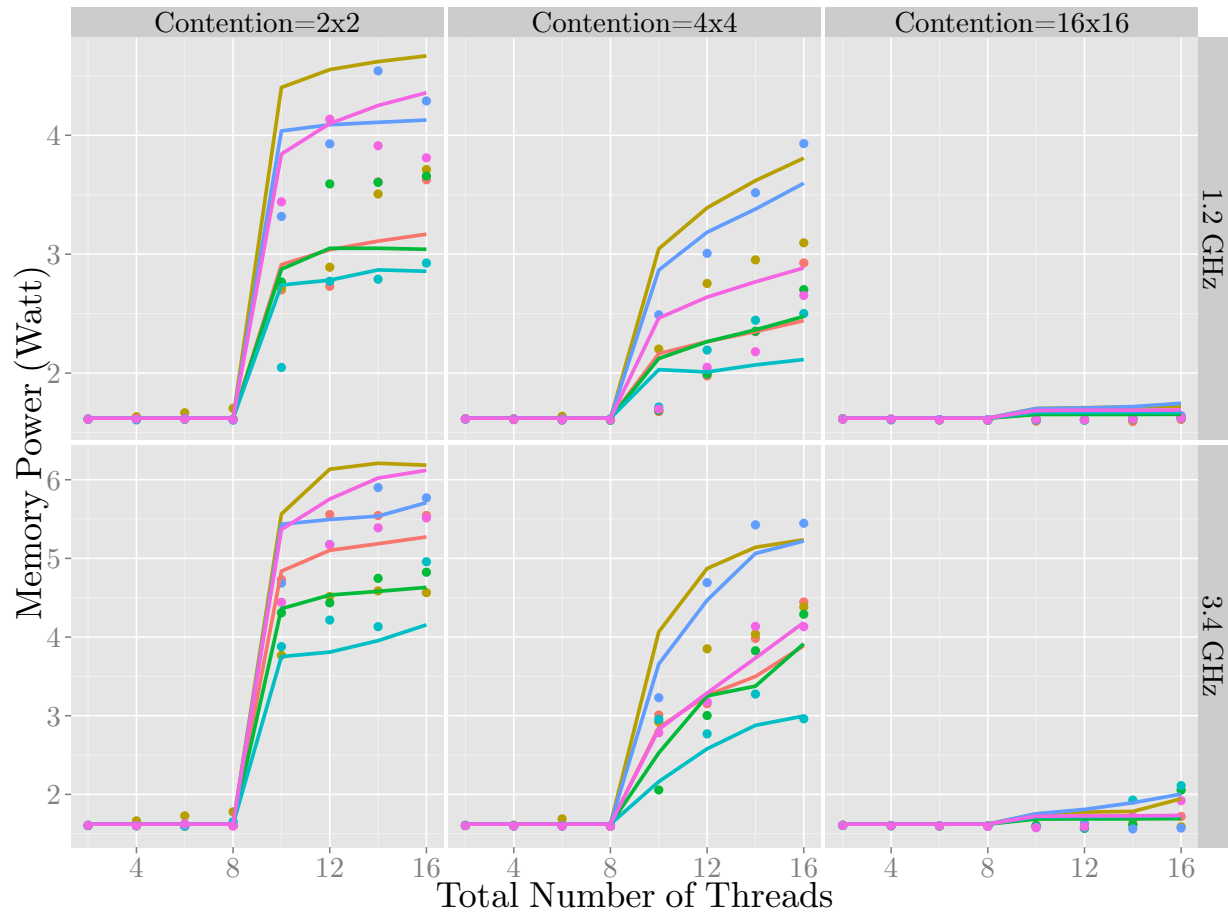 Contention=2x2 Contention=4x4 Contention=16x16
Memory Power (Watt)
4
3
2
1.2 GHz
6
5
4
3
2
3.4 GHz
4 8 12 16 4 8 12 16 4 8 12 16
Total Number of Threads